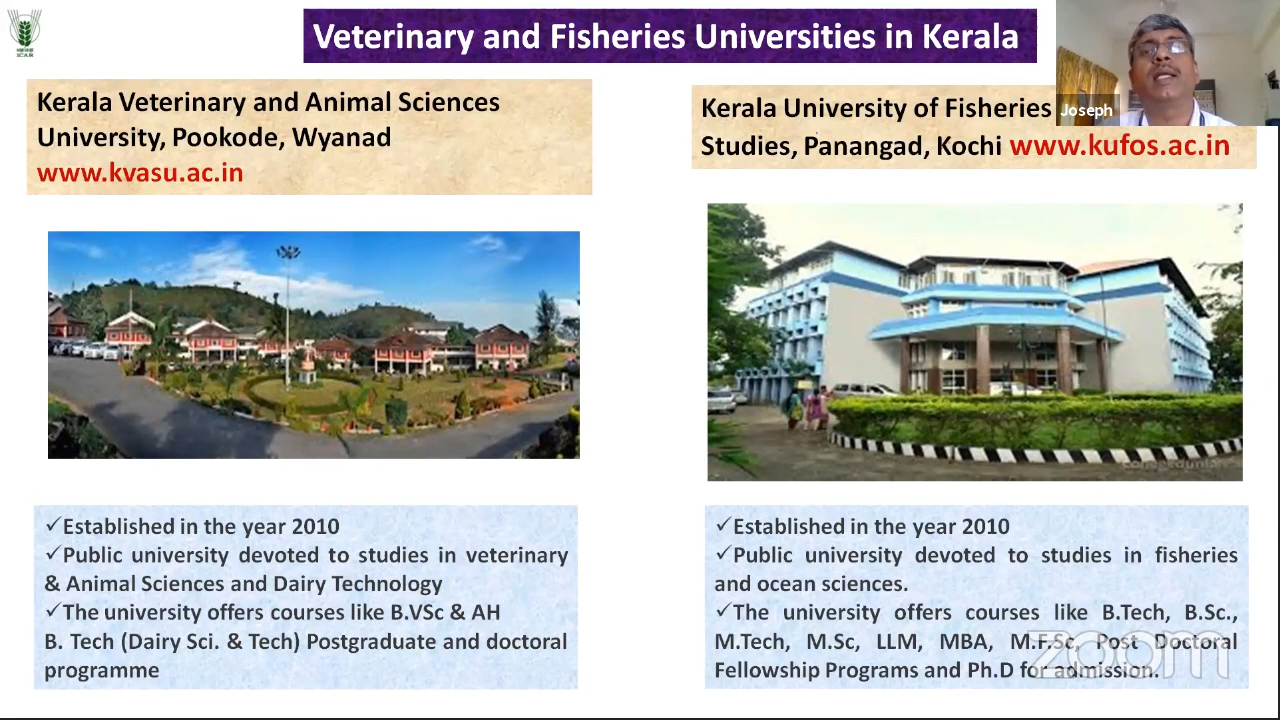 Veterinary and Fisheries Universities in Kerala
Kerala Veterinary and Animal Sciences
University, Pookode, Wyanad
www.kvasu.ac.in
Kerala University of Fisheries
Studies, Panangad, Kochi www.kufos.ac.in
Joseph
✓Established in the year 2010
✓Public university devoted to studies in veterinary
& Animal Sciences and Dairy Technology
✓The university offers courses like B.VSc & AH
B. Tech (Dairy Sci. & Tech) Postgraduate and doctoral
programme
✓Established in the year 2010
✓Public university devoted to studies in fisheries
and ocean sciences.
✓The university offers courses like B.Tech, B.Sc.,
M.Tech, M.Sc, LLM, MBA, M.F.Sc, Post Doctoral
Fellowship Programs and Ph.D for admission.
zoom